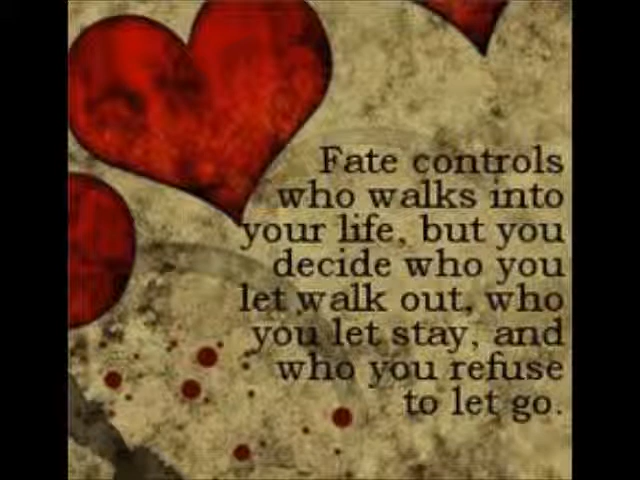 Fate controls
who walks into
your life, but you
decide who you
let walk out, who
you let stay, and
who you refuse
to let go.